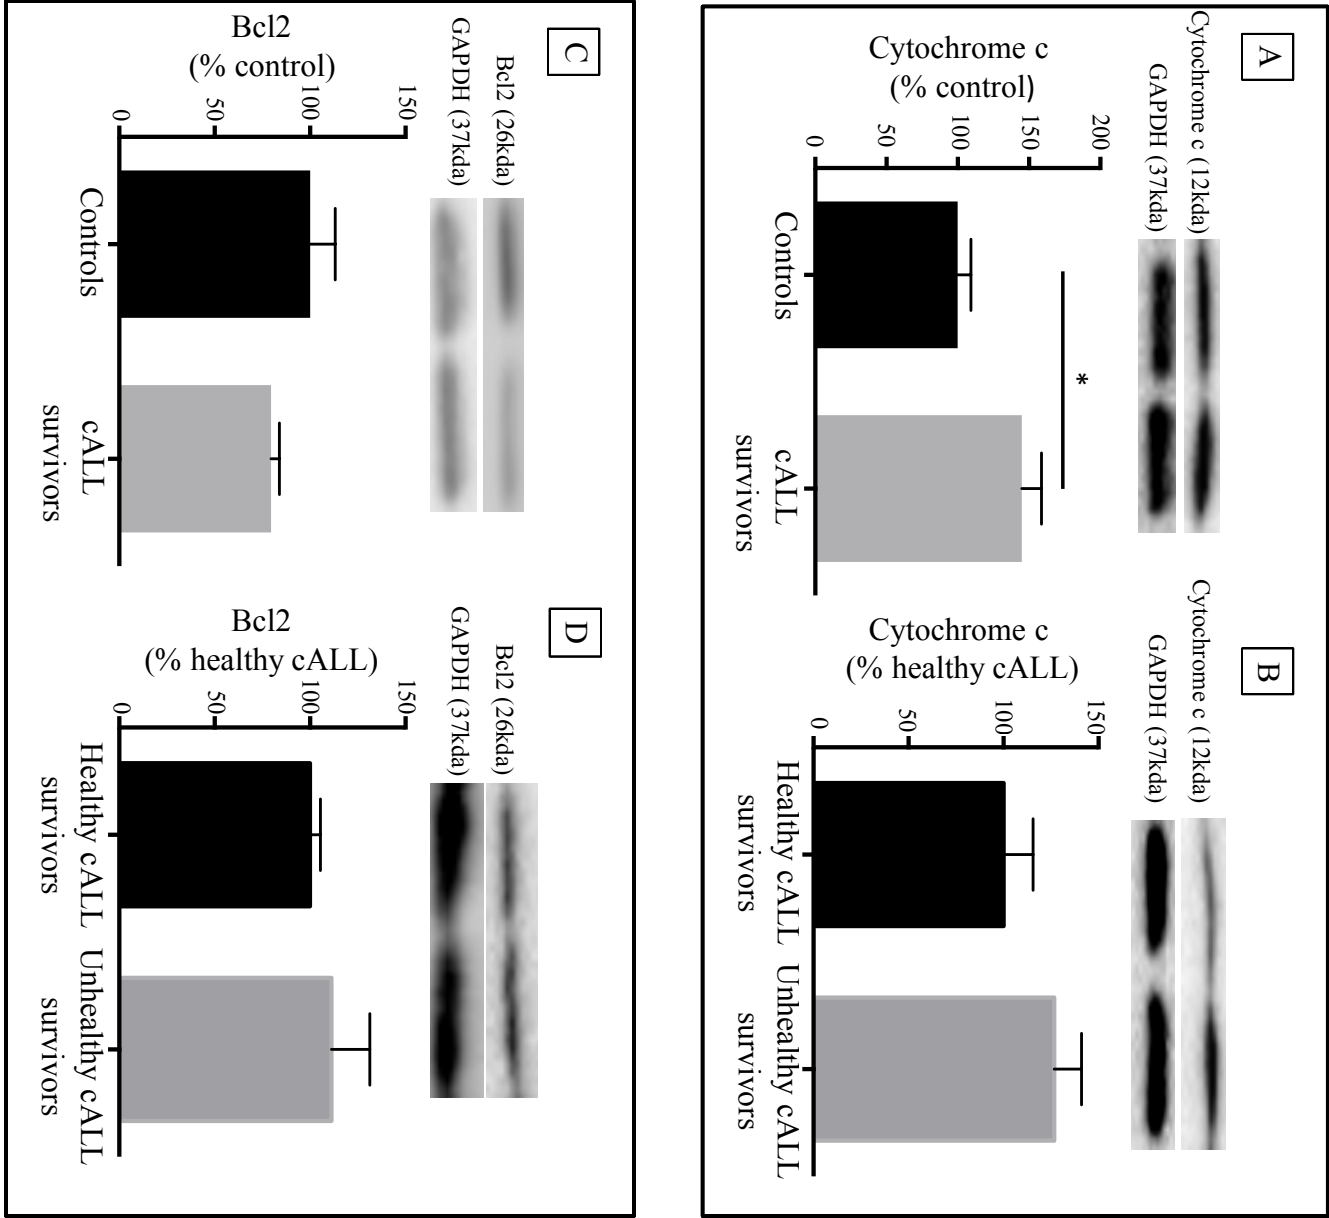 A
Cytochrome c (12kda)
GAPDH (37kda)
Cytochrome c
(% control)
200
150
100
50
0
*
Controls
cALL
survivors
B
Cytochrome c (12kda)
GAPDH (37kda)
Cytochrome c
(% healthy cALL)
150
100
50
0
Healthy cALL
survivors
Unhealthy cALL
survivors
C
Bcl2 (26kda)
GAPDH (37kda)
Bcl2
(% control)
150
100
50
0
Controls
cALL
survivors
D
Bcl2 (26kda)
GAPDH (37kda)
Bcl2
(% healthy cALL)
150
100
50
0
Healthy cALL
survivors
Unhealthy cALL
survivors